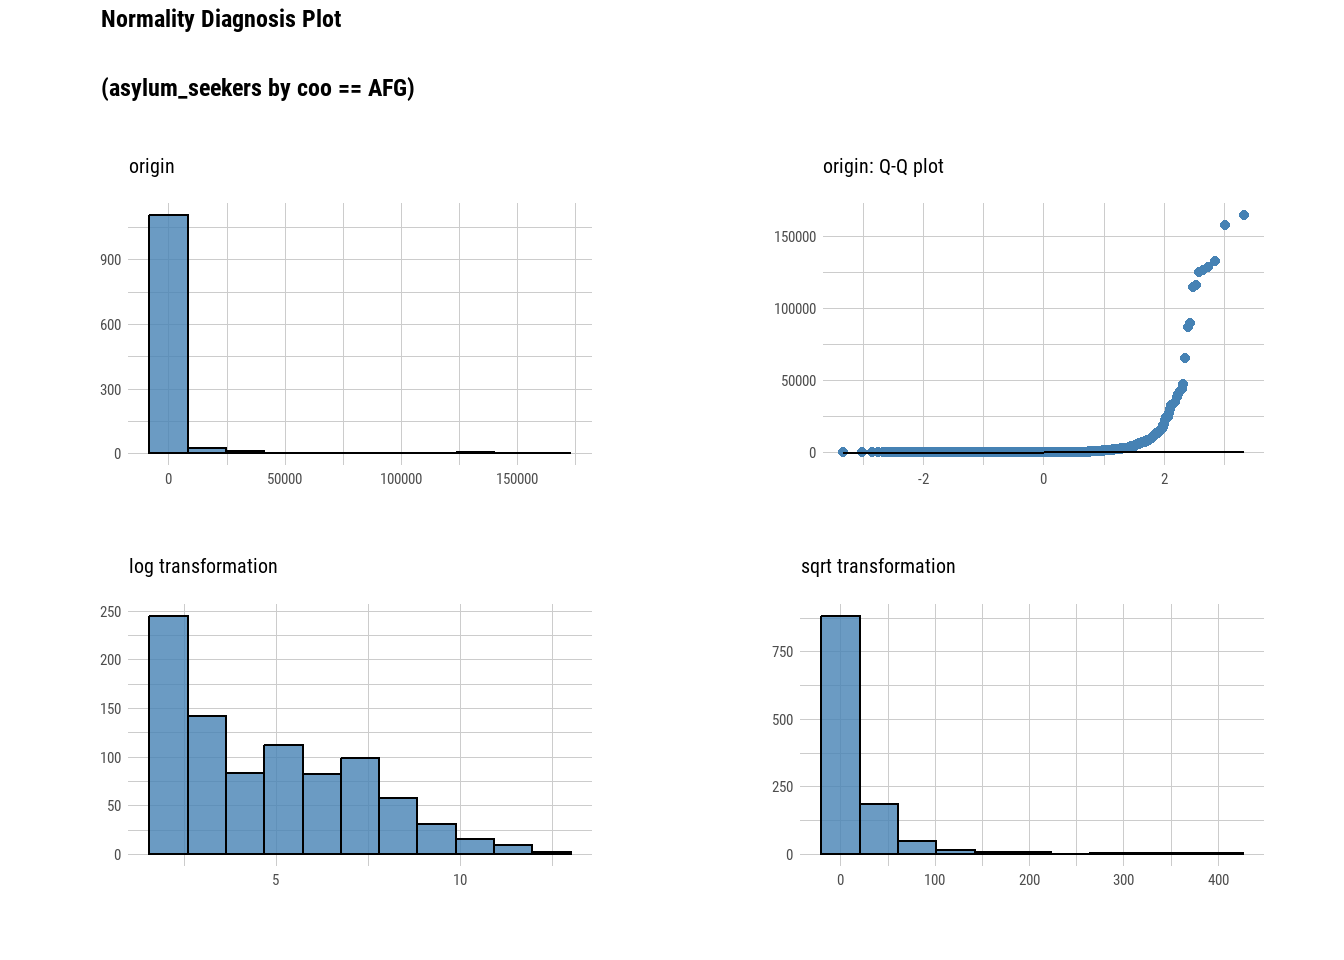 Normality Diagnosis Plot
(asylum_seekers by coo == AFG)
origin
900
600
300
0
0 50000 100000 150000
origin: Q-Q plot
150000
100000
50000
0
-2 0 2
log transformation
250
200
150
100
50
0
5 10
sqrt transformation
750
500
250
0
0 100 200 300 400